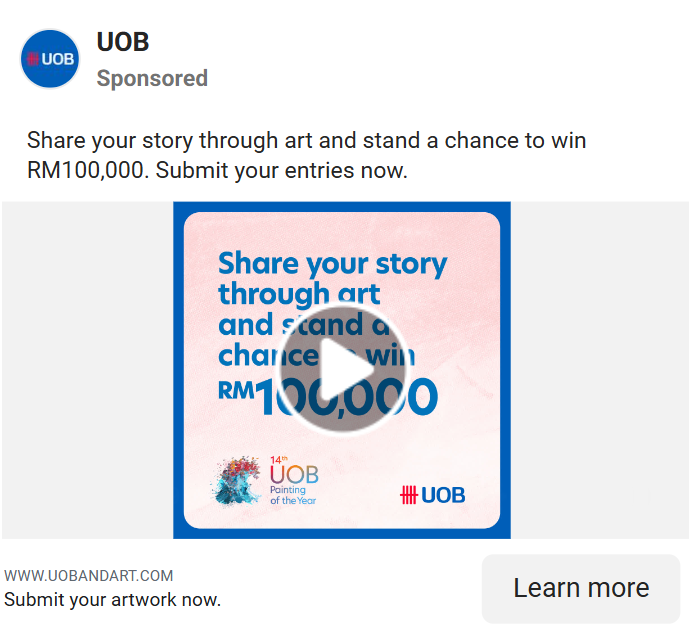 UOB
UOB
Sponsored
Share your story through art and stand a chance to win
RM100,000. Submit your entries now.
Share your story
through art
and stand a
chance to win
RM100,000
14th
UOB
Painting
of the Year
UOB
WWW.UOBANDART.COM
Submit your artwork now.
Learn more